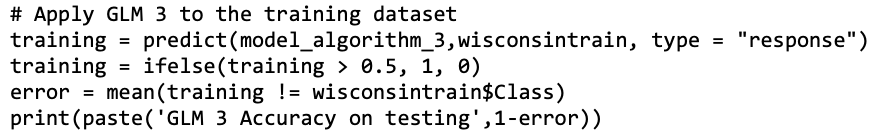 # Apply GLM 3 to the training dataset
training = predict(model_algorithm_3,wisconsintrain, type = "response")
training = ifelse(training > 0.5, 1, 0)
error = mean(training != wisconsintrain$Class)
print(paste('GLM 3 Accuracy on testing',1-error))